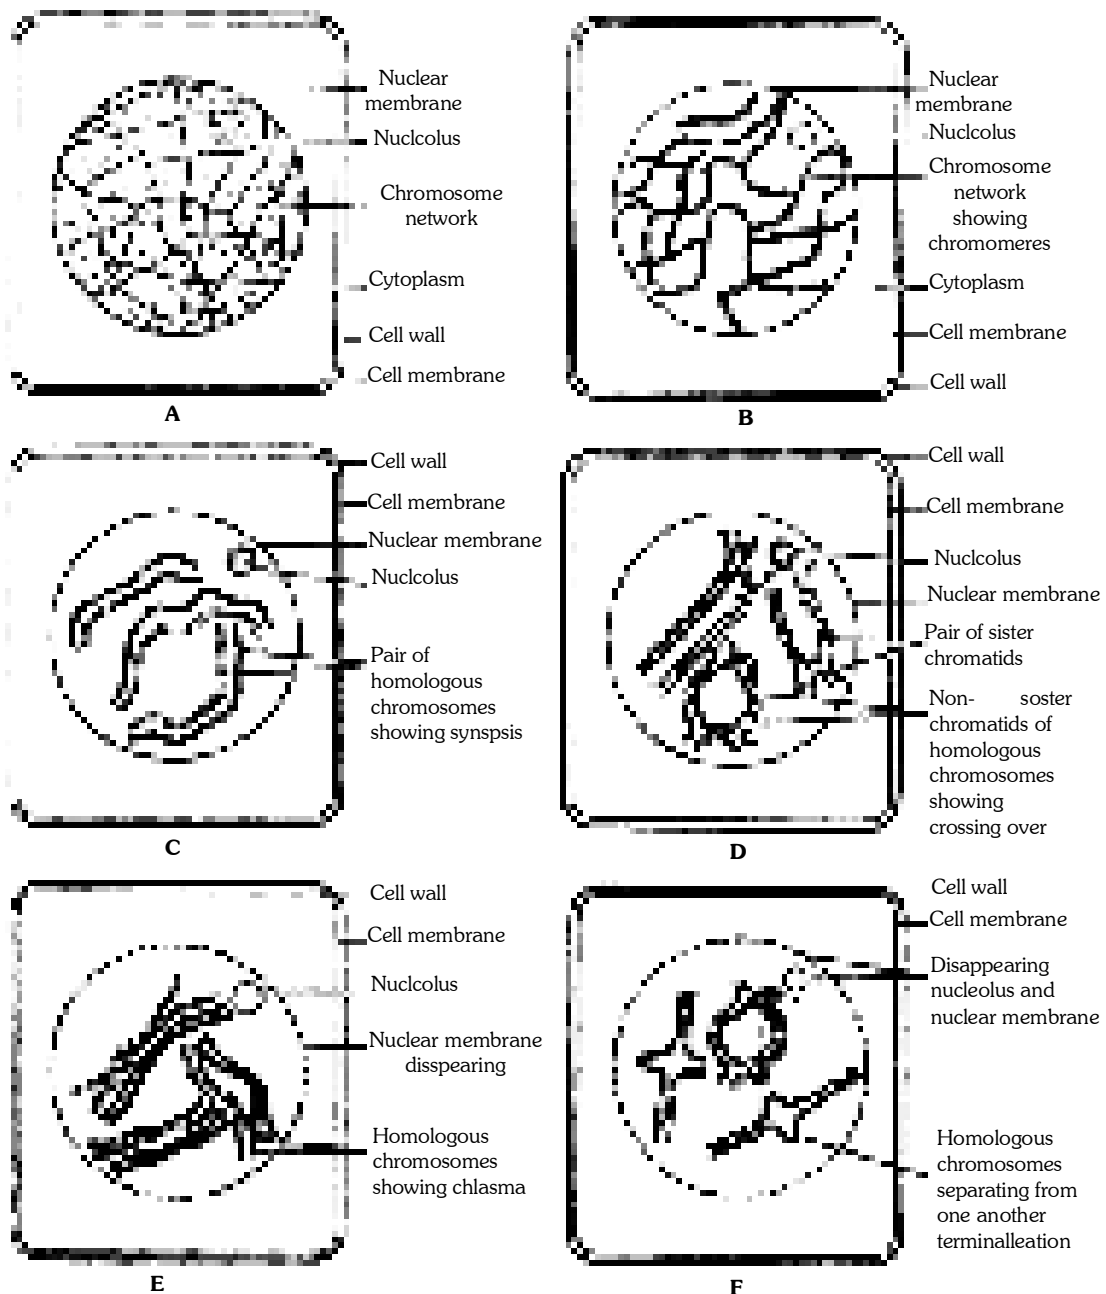 Nuclear
membrane
Nuclcolus
Chromosome
network
Cytoplasm
Cell wall
Cell membrane
A
Nuclear
membrane
Nuclcolus
Chromosome
network
showing
chromomeres
Cytoplasm
Cell membrane
Cell wall
B
Cell wall
Cell membrane
Nuclear membrane
Nuclcolus
Pair of
homologous
chromosomes
showing synspsis
C
Cell wall
Cell membrane
Nuclcolus
Nuclear membrane
Pair of sister
chromatids
Non- soster
chromatids of
homologous
chromosomes
showing
crossing over
D
Cell wall
Cell membrane
Nuclcolus
Nuclear membrane
disspearing
Homologous
chromosomes
showing chlasma
E
Cell wall
Cell membrane
Disappearing
nucleolus and
nuclear membrane
Homologous
chromosomes
separating from
one another
terminalleation
F